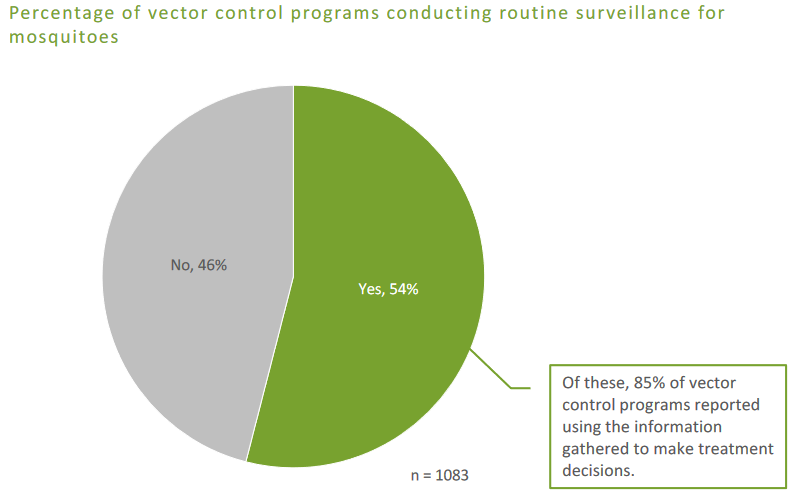 Percentage of vector control programs conducting routine surveillance for
mosquitoes
No, 46%
Yes, 54%
Of these, 85% of vector
control programs reported
using the information
gathered to make treatment
decisions.
n = 1083